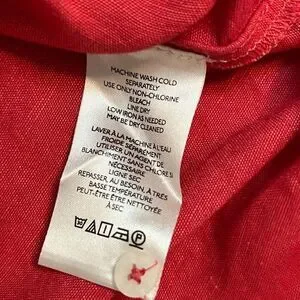 MACHINE WASH COLD
SEPARATELY
USE ONLY NON-CHLORINE
BLEACH
LINE DRY
LOW IRON IS NEEDED
MAY BE DRY CLEANED
LAVER À LA MACHINE À L'EAU
FROIDE SÉPARÉMENT
UTILISER UN AGENT DE
BLANCHIMENT SANS CHLORE SI
NÉCESSAIRE
LIGNE SEC
REPASSER, AU BESOIN, À TRÈS
BASSE TEMPÉRATURE
PEUT-ÊTRE ÊTRE NETTOYÉE
À SEC